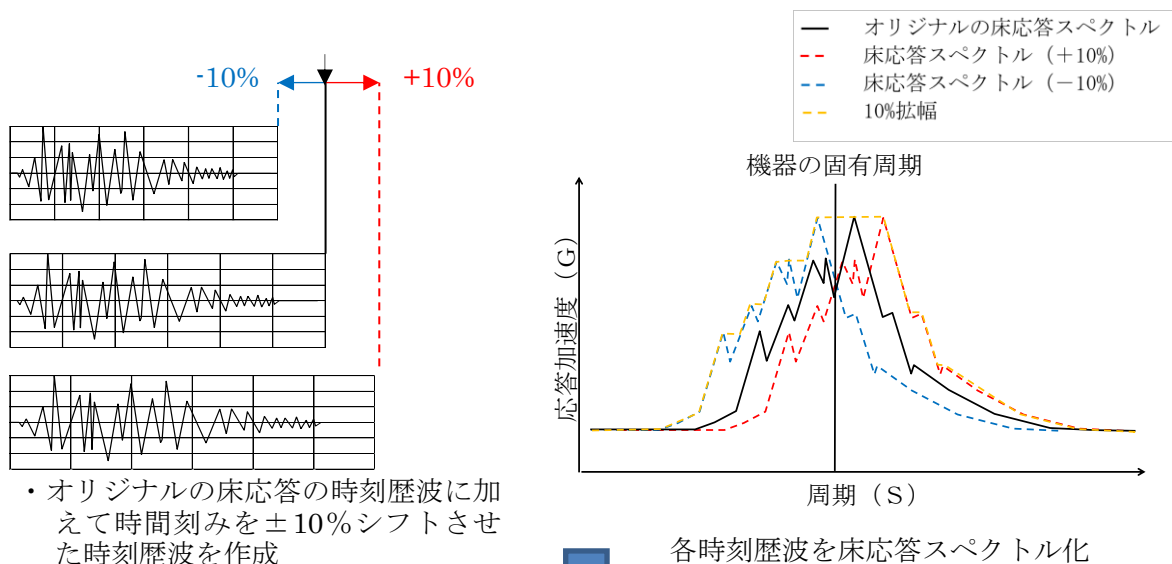 -10%
+10%
・オリジナルの床応答の時刻歴波に加
えて時間刻みを±10％シフトさせ
た時刻歴波を作成
オリジナルの床応答スペクトル
床応答スペクトル（＋10%）
床応答スペクトル（－10%）
10%拡幅
機器の固有周期
応答加速度（G）
周期（S）
各時刻歴波を床応答スペクトル化